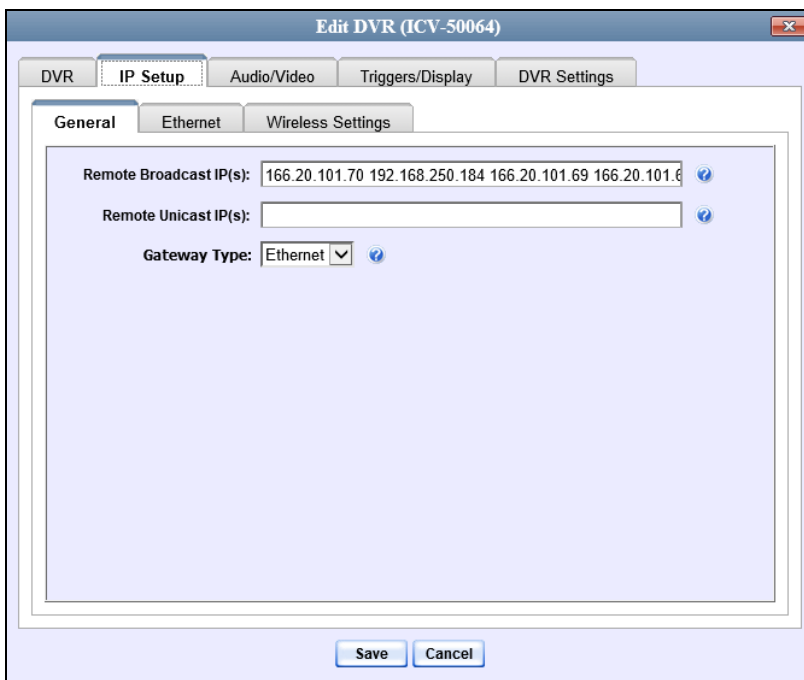 Edit DVR (ICV-50064)
DVR IP Setup Audio/Video Triggers/Display DVR Settings
General Ethernet Wireless Settings
Remote Broadcast IP(s): 166.20.101.70 192.168.250.184 166.20.101.69
Remote Unicast IP(s):
Gateway Type: Ethernet
Save Cancel